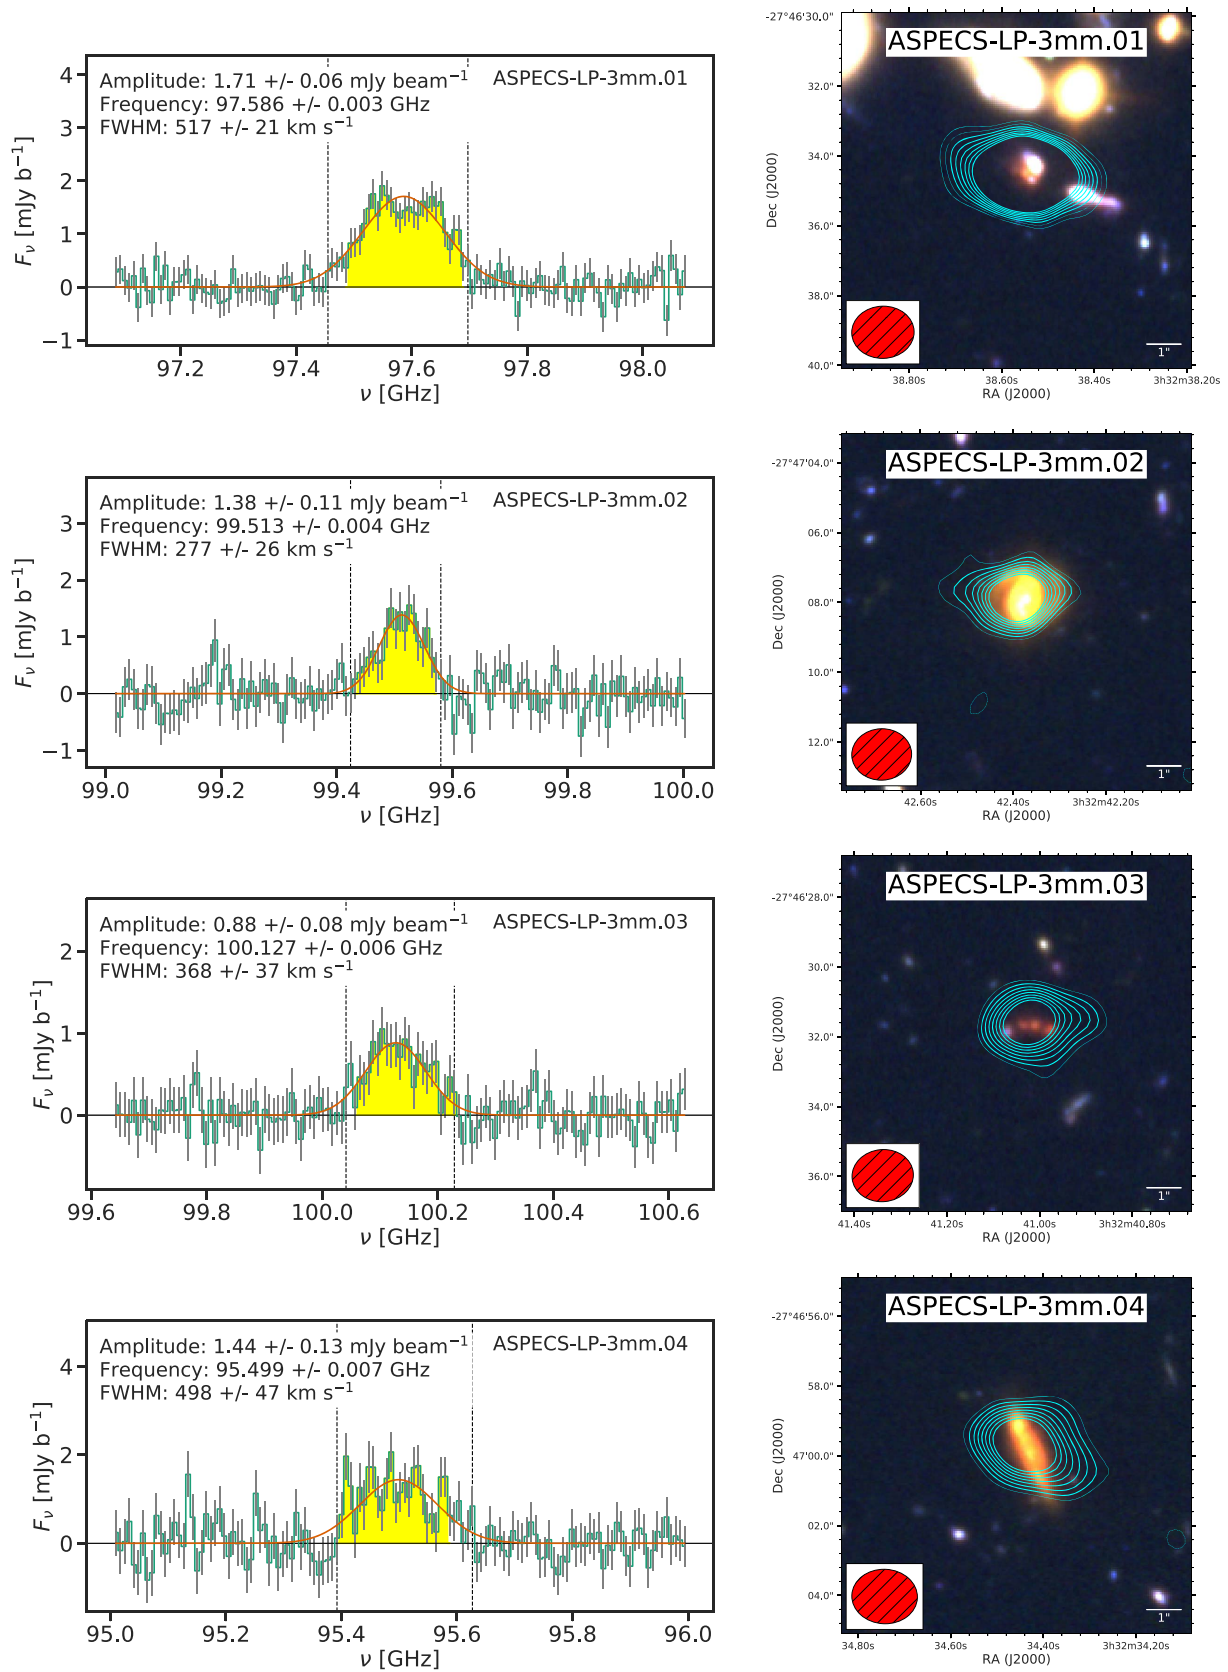 Amplitude: 1.71 +/- 0.06 mJy beam⁻¹ ASPECS-LP-3mm.01
Frequency: 97.586 +/- 0.003 GHz
FWHM: 517 +/- 21 km s⁻¹
4
3
2
1
0
−1
Fν [mJy b⁻¹]
97.2 97.4 97.6 97.8 98.0
ν [GHz]
ASPECS-LP-3mm.01
-27°46'30.0"
32.0"
34.0"
36.0"
38.0"
40.0"
Dec (J2000)
1"
38.80s 38.60s 38.40s 3h32m38.20s
RA (J2000)
Amplitude: 1.38 +/- 0.11 mJy beam⁻¹ ASPECS-LP-3mm.02
Frequency: 99.513 +/- 0.004 GHz
FWHM: 277 +/- 26 km s⁻¹
3
2
1
0
−1
Fν [mJy b⁻¹]
99.0 99.2 99.4 99.6 99.8 100.0
ν [GHz]
ASPECS-LP-3mm.02
-27°47'04.0"
06.0"
08.0"
10.0"
12.0"
Dec (J2000)
1"
42.60s 42.40s 3h32m42.20s
RA (J2000)
Amplitude: 0.88 +/- 0.08 mJy beam⁻¹ ASPECS-LP-3mm.03
Frequency: 100.127 +/- 0.006 GHz
FWHM: 368 +/- 37 km s⁻¹
2
1
0
Fν [mJy b⁻¹]
99.6 99.8 100.0 100.2 100.4 100.6
ν [GHz]
ASPECS-LP-3mm.03
-27°46'28.0"
30.0"
32.0"
34.0"
36.0"
Dec (J2000)
1"
41.40s 41.20s 41.00s 3h32m40.80s
RA (J2000)
Amplitude: 1.44 +/- 0.13 mJy beam⁻¹ ASPECS-LP-3mm.04
Frequency: 95.499 +/- 0.007 GHz
FWHM: 498 +/- 47 km s⁻¹
4
2
0
Fν [mJy b⁻¹]
95.0 95.2 95.4 95.6 95.8 96.0
ν [GHz]
ASPECS-LP-3mm.04
-27°46'56.0"
58.0"
47'00.0"
02.0"
04.0"
Dec (J2000)
1"
34.80s 34.60s 34.40s 3h32m34.20s
RA (J2000)